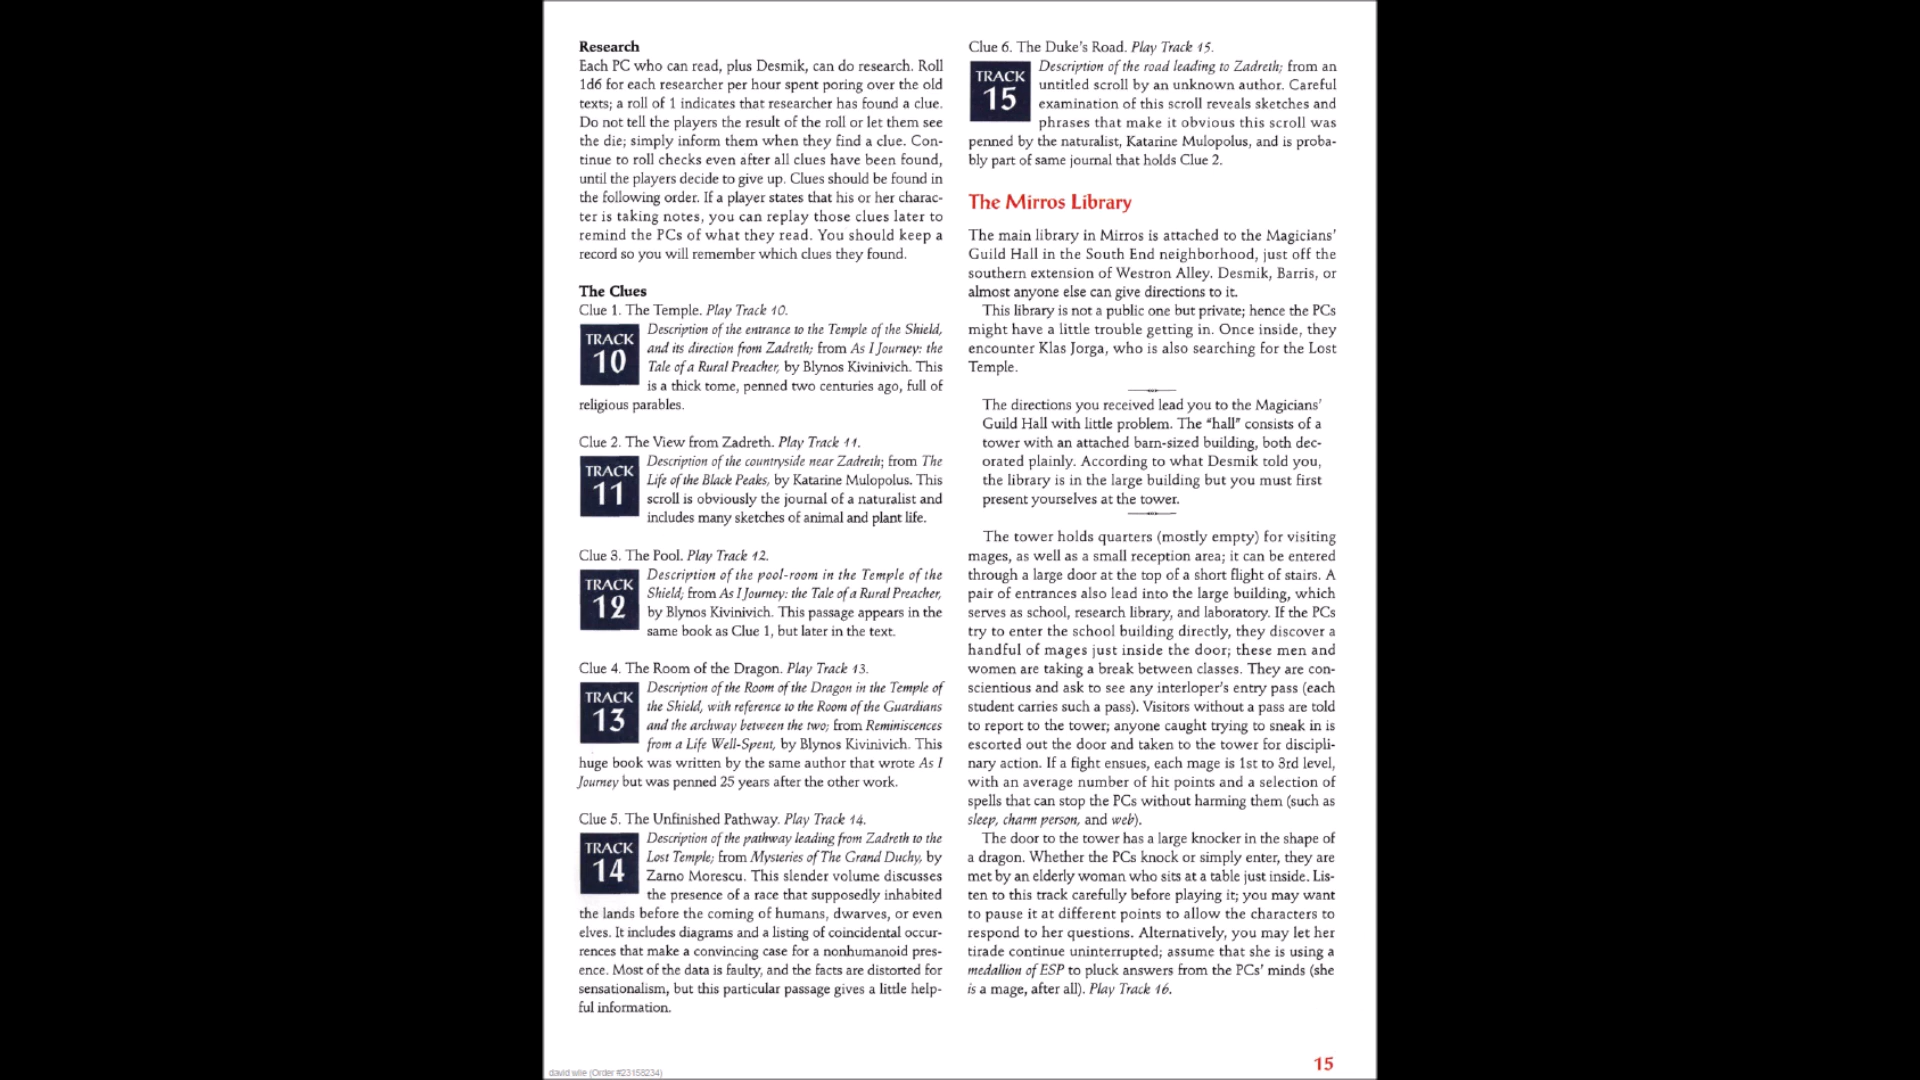 Research
Each PC who can read, plus Desmik, can do research. Roll
1d6 for each researcher per hour spent poring over the old
texts; a roll of 1 indicates that researcher has found a clue.
Do not tell the players the result of the roll or let them see
the die; simply inform them when they find a clue. Con-
tinue to roll checks even after all clues have been found,
until the players decide to give up. Clues should be found in
the following order. If a player states that his or her charac-
ter is taking notes, you can replay those clues later to
remind the PCs of what they read. You should keep a
record so you will remember which clues they found.
The Clues
Clue 1. The Temple. Play Track 10.
TRACK
10
Description of the entrance to the Temple of the Shield,
and its direction from Zadreth; from As I Journey: the
Tale of a Rural Preacher, by Blynos Kivinivich. This
is a thick tome, penned two centuries ago, full of
religious parables.
Clue 2. The View from Zadreth. Play Track 11.
TRACK
11
Description of the countryside near Zadreth; from The
Life of the Black Peaks, by Katarine Mulopolus. This
scroll is obviously the journal of a naturalist and
includes many sketches of animal and plant life.
Clue 3. The Pool. Play Track 12.
TRACK
12
Description of the pool-room in the Temple of the
Shield; from As I Journey: the Tale of a Rural Preacher,
by Blynos Kivinivich. This passage appears in the
same book as Clue 1, but later in the text.
Clue 4. The Room of the Dragon. Play Track 13.
TRACK
13
Description of the Room of the Dragon in the Temple of
the Shield, with reference to the Room of the Guardians
and the archway between the two; from Reminiscences
from a Life Well-Spent, by Blynos Kivinivich. This
huge book was written by the same author that wrote As I
Journey but was penned 25 years after the other work.
Clue 5. The Unfinished Pathway. Play Track 14.
TRACK
14
Description of the pathway leading from Zadreth to the
Lost Temple; from Mysteries of The Grand Duchy, by
Zarno Morescu. This slender volume discusses
the presence of a race that supposedly inhabited
the lands before the coming of humans, dwarves, or even
elves. It includes diagrams and a listing of coincidental occur-
rences that make a convincing case for a nonhumanoid pres-
ence. Most of the data is faulty, and the facts are distorted for
sensationalism, but this particular passage gives a little help-
ful information.
Clue 6. The Duke's Road. Play Track 15.
TRACK
15
Description of the road leading to Zadreth; from an
untitled scroll by an unknown author. Careful
examination of this scroll reveals sketches and
phrases that make it obvious this scroll was
penned by the naturalist, Katarine Mulopolus, and is proba-
bly part of same journal that holds Clue 2.
The Mirros Library
The main library in Mirros is attached to the Magicians'
Guild Hall in the South End neighborhood, just off the
southern extension of Westron Alley. Desmik, Barris, or
almost anyone else can give directions to it.
This library is not a public one but private; hence the PCs
might have a little trouble getting in. Once inside, they
encounter Klas Jorga, who is also searching for the Lost
Temple.
The directions you received lead you to the Magicians'
Guild Hall with little problem. The "hall" consists of a
tower with an attached barn-sized building, both dec-
orated plainly. According to what Desmik told you,
the library is in the large building but you must first
present yourselves at the tower.
The tower holds quarters (mostly empty) for visiting
mages, as well as a small reception area; it can be entered
through a large door at the top of a short flight of stairs. A
pair of entrances also lead into the large building, which
serves as school, research library, and laboratory. If the PCs
try to enter the school building directly, they discover a
handful of mages just inside the door; these men and
women are taking a break between classes. They are con-
scientious and ask to see any interloper's entry pass (each
student carries such a pass). Visitors without a pass are told
to report to the tower; anyone caught trying to sneak in is
escorted out the door and taken to the tower for discipli-
nary action. If a fight ensues, each mage is 1st to 3rd level,
with an average number of hit points and a selection of
spells that can stop the PCs without harming them (such as
sleep, charm person, and web).
The door to the tower has a large knocker in the shape of
a dragon. Whether the PCs knock or simply enter, they are
met by an elderly woman who sits at a table just inside. Lis-
ten to this track carefully before playing it; you may want
to pause it at different points to allow the characters to
respond to her questions. Alternatively, you may let her
tirade continue uninterrupted; assume that she is using a
medallion of ESP to pluck answers from the PCs' minds (she
is a mage, after all). Play Track 16.
15
david wile (Order #23158234)